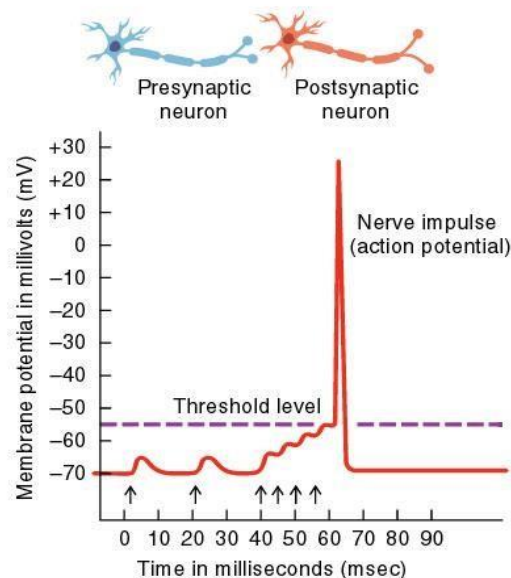 Presynaptic
neuron
Postsynaptic
neuron
Membrane potential in millivolts (mV)
+30
+20
+10
0
−10
−20
−30
−40
−50
−60
−70
Nerve impulse
(action potential)
Threshold level
0 10 20 30 40 50 60 70 80 90
Time in milliseconds (msec)